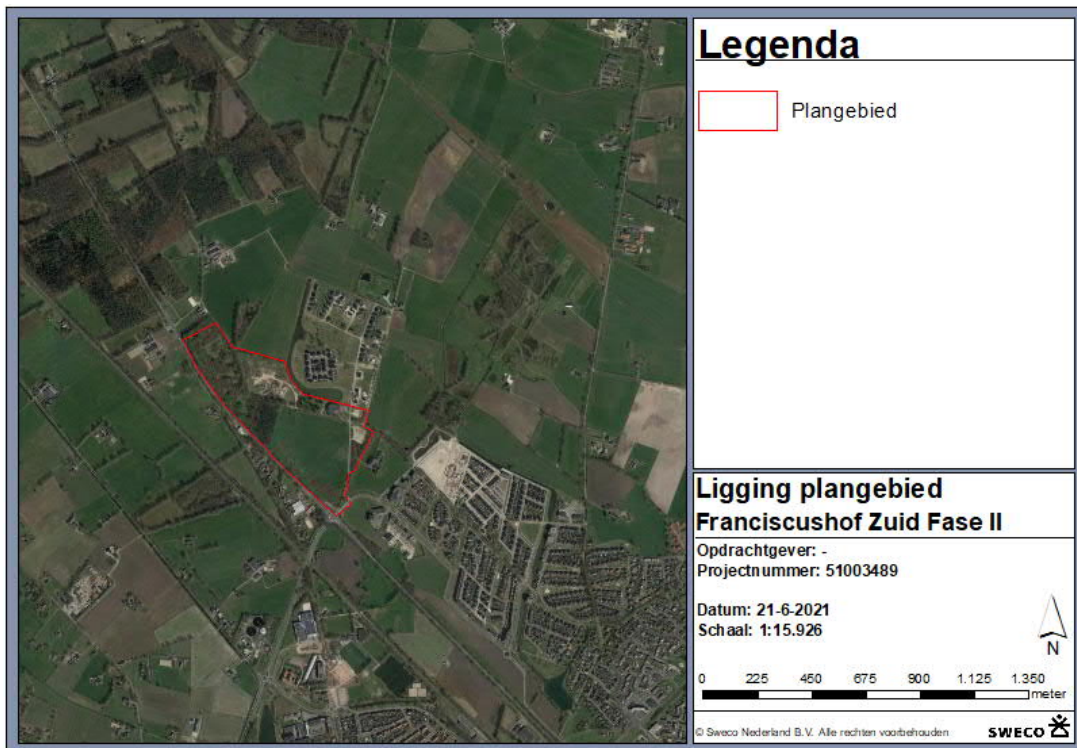 Legenda
Plangebied
Ligging plangebied
Franciscushof Zuid Fase II
Opdrachtgever: -
Projectnummer: 51003489
Datum: 21-6-2021
Schaal: 1:15.926
N
0 225 450 675 900 1.125 1.350
meter
© Sweco Nederland B.V. Alle rechten voorbehouden SWECO